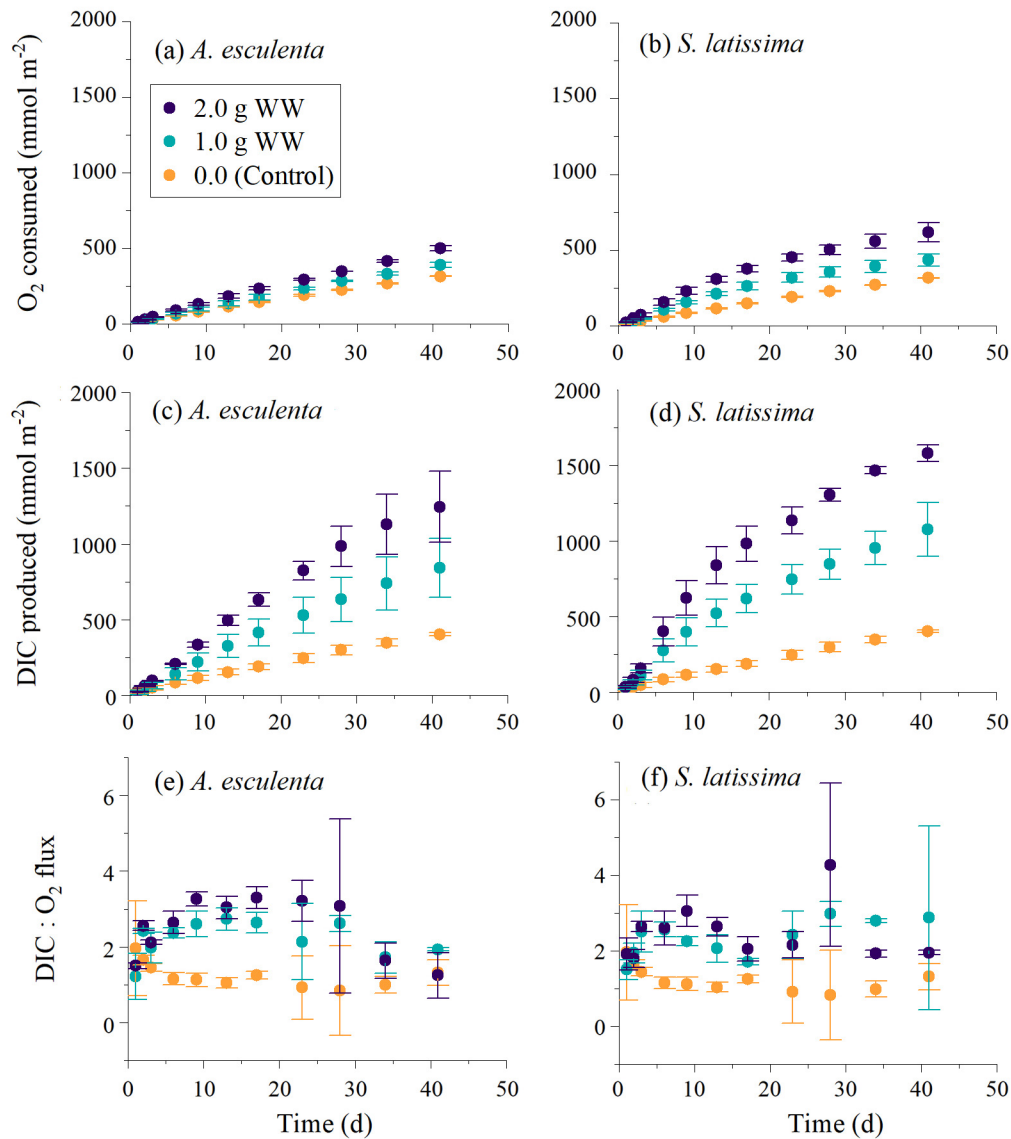 2000
(a) A. esculenta
1500
2.0 g WW
1.0 g WW
1000
0.0 (Control)
500
0
0 10 20 30 40 50
O₂ consumed (mmol m⁻²)
2000
(b) S. latissima
1500
1000
500
0
0 10 20 30 40 50
2000
(c) A. esculenta
1500
1000
500
0
0 10 20 30 40 50
DIC produced (mmol m⁻²)
2000
(d) S. latissima
1500
1000
500
0
0 10 20 30 40 50
(e) A. esculenta
6
4
2
0
0 10 20 30 40 50
DIC : O₂ flux
Time (d)
(f) S. latissima
6
4
2
0
0 10 20 30 40 50
Time (d)